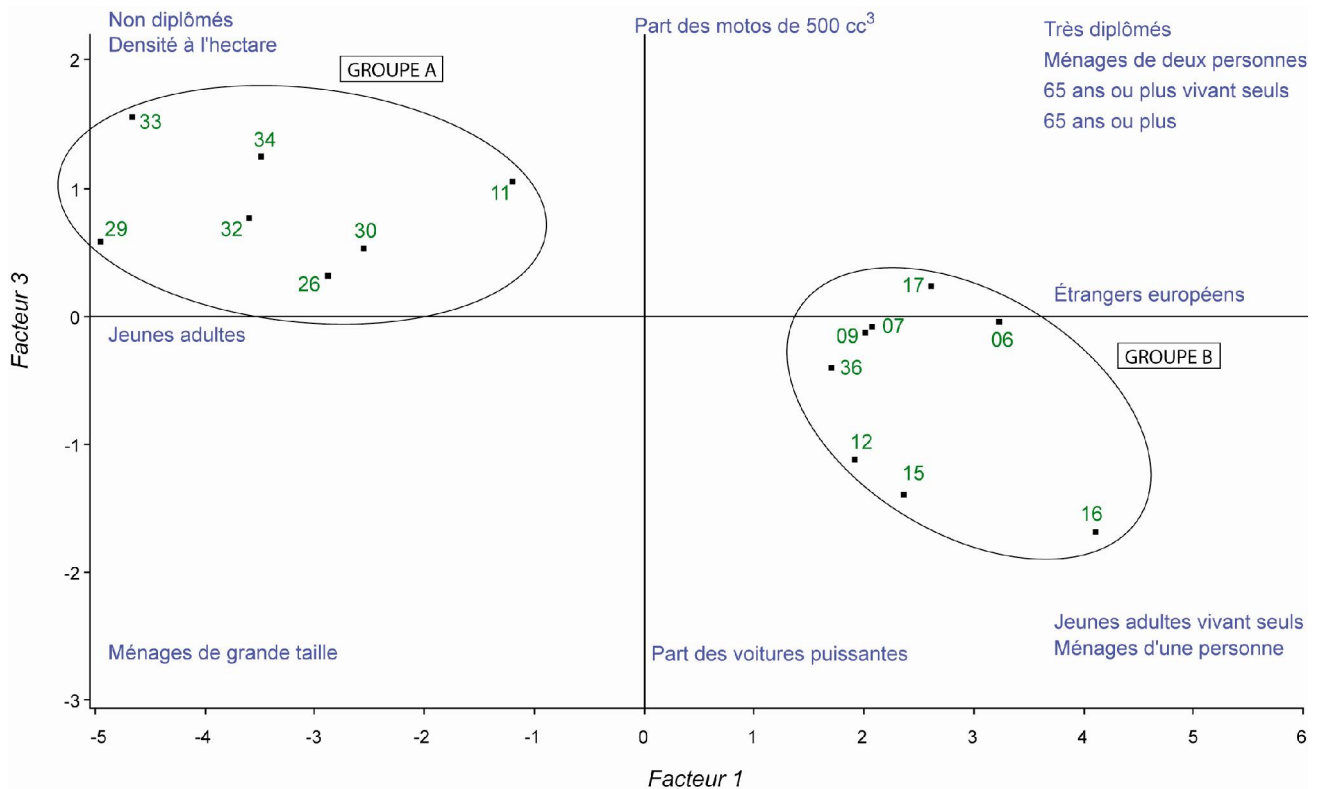 Non diplômés
Densité à l'hectare
Part des motos de 500 cc³
Très diplômés
Ménages de deux personnes
65 ans ou plus vivant seuls
65 ans ou plus
GROUPE A
2
33
34
1
11
29
32
30
26
17
Étrangers européens
0
Jeunes adultes
09
07
06
36
GROUPE B
-1
12
15
16
-2
Jeunes adultes vivant seuls
Ménages d'une personne
Ménages de grande taille
Part des voitures puissantes
-3
Facteur 3
-5 -4 -3 -2 -1 0 1 2 3 4 5 6
Facteur 1